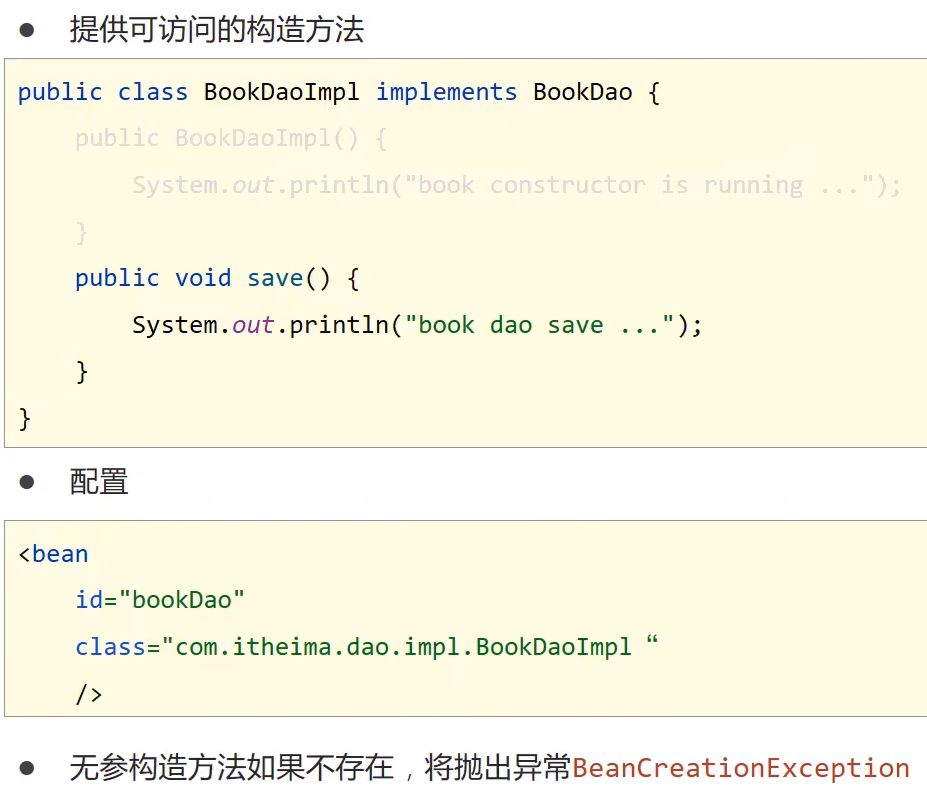 ● 提供可访问的构造方法
public class BookDaoImpl implements BookDao {
    public BookDaoImpl() {
        System.out.println("book constructor is running ...");
    }
    public void save() {
        System.out.println("book dao save ...");
    }
}
● 配置
<bean
    id="bookDao"
    class="com.itheima.dao.impl.BookDaoImpl “
    />
● 无参构造方法如果不存在，将抛出异常BeanCreationException